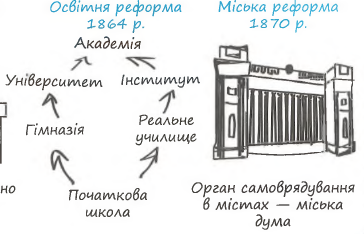 Освітня реформа
1864 р.
Академія
Університет
Інститут
Гімназія
Реальне
училище
Початкова
школа
Міська реформа
1870 р.
Орган самоврядування
в містах — міська
дума